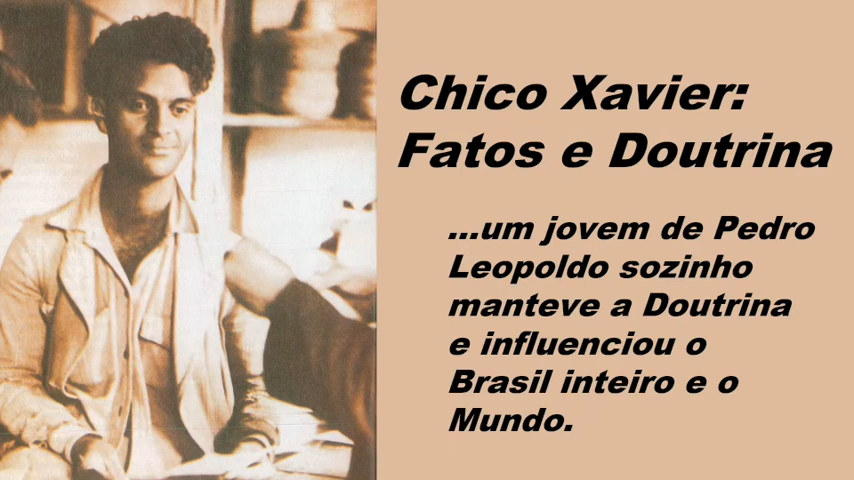 Chico Xavier:
Fatos e Doutrina
...um jovem de Pedro
Leopoldo sozinho
manteve a Doutrina
e influenciou o
Brasil inteiro e o
Mundo.